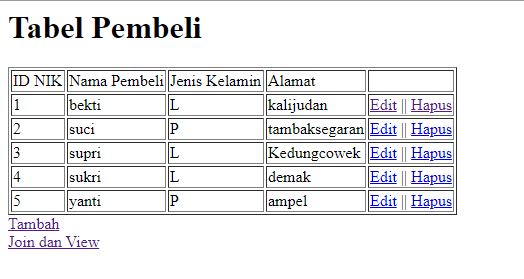 Tabel Pembeli
ID NIK Nama Pembeli Jenis Kelamin Alamat
1 bekti L kalijudan Edit || Hapus
2 suci P tambaksegaran Edit || Hapus
3 supri L Kedungcowek Edit || Hapus
4 sukri L demak Edit || Hapus
5 yanti P ampel Edit || Hapus
Tambah
Join dan View